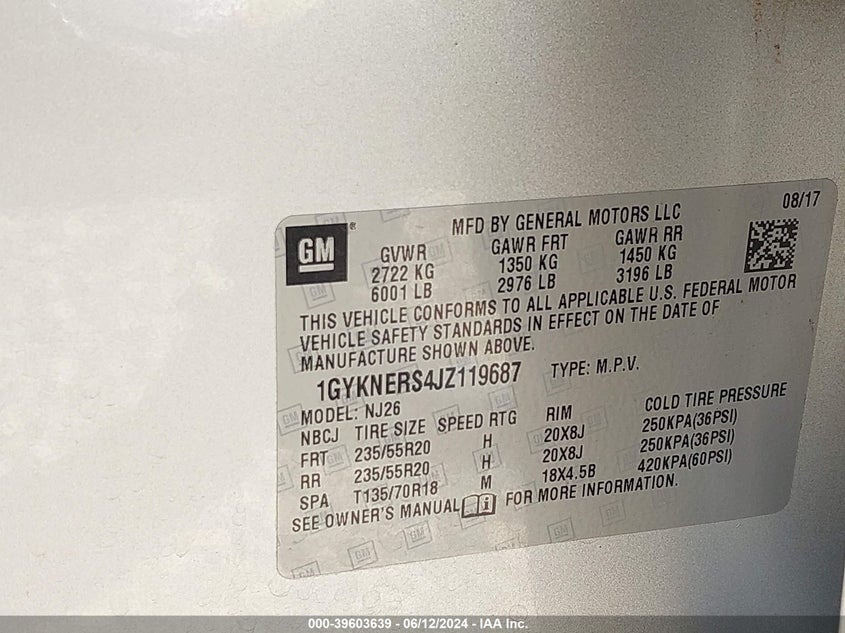 08/17
MFD BY GENERAL MOTORS LLC
GM ®
GVWR GAWR FRT GAWR RR
2722 KG 1350 KG 1450 KG
6001 LB 2976 LB 3196 LB
THIS VEHICLE CONFORMS TO ALL APPLICABLE U.S. FEDERAL MOTOR
VEHICLE SAFETY STANDARDS IN EFFECT ON THE DATE OF
MANUFACTURE SHOWN ABOVE.
1GYKNERS4JZ119687 TYPE: M.P.V.
MODEL: NJ26
NBCJ TIRE SIZE SPEED RTG RIM COLD TIRE PRESSURE
FRT 235/55R20 H 20X8J 250KPA(36PSI)
RR 235/55R20 H 20X8J 250KPA(36PSI)
SPA T135/70R18 M 18X4.5B 420KPA(60PSI)
SEE OWNER'S MANUAL FOR MORE INFORMATION.
000-39603639 - 06/12/2024 - IAA Inc.